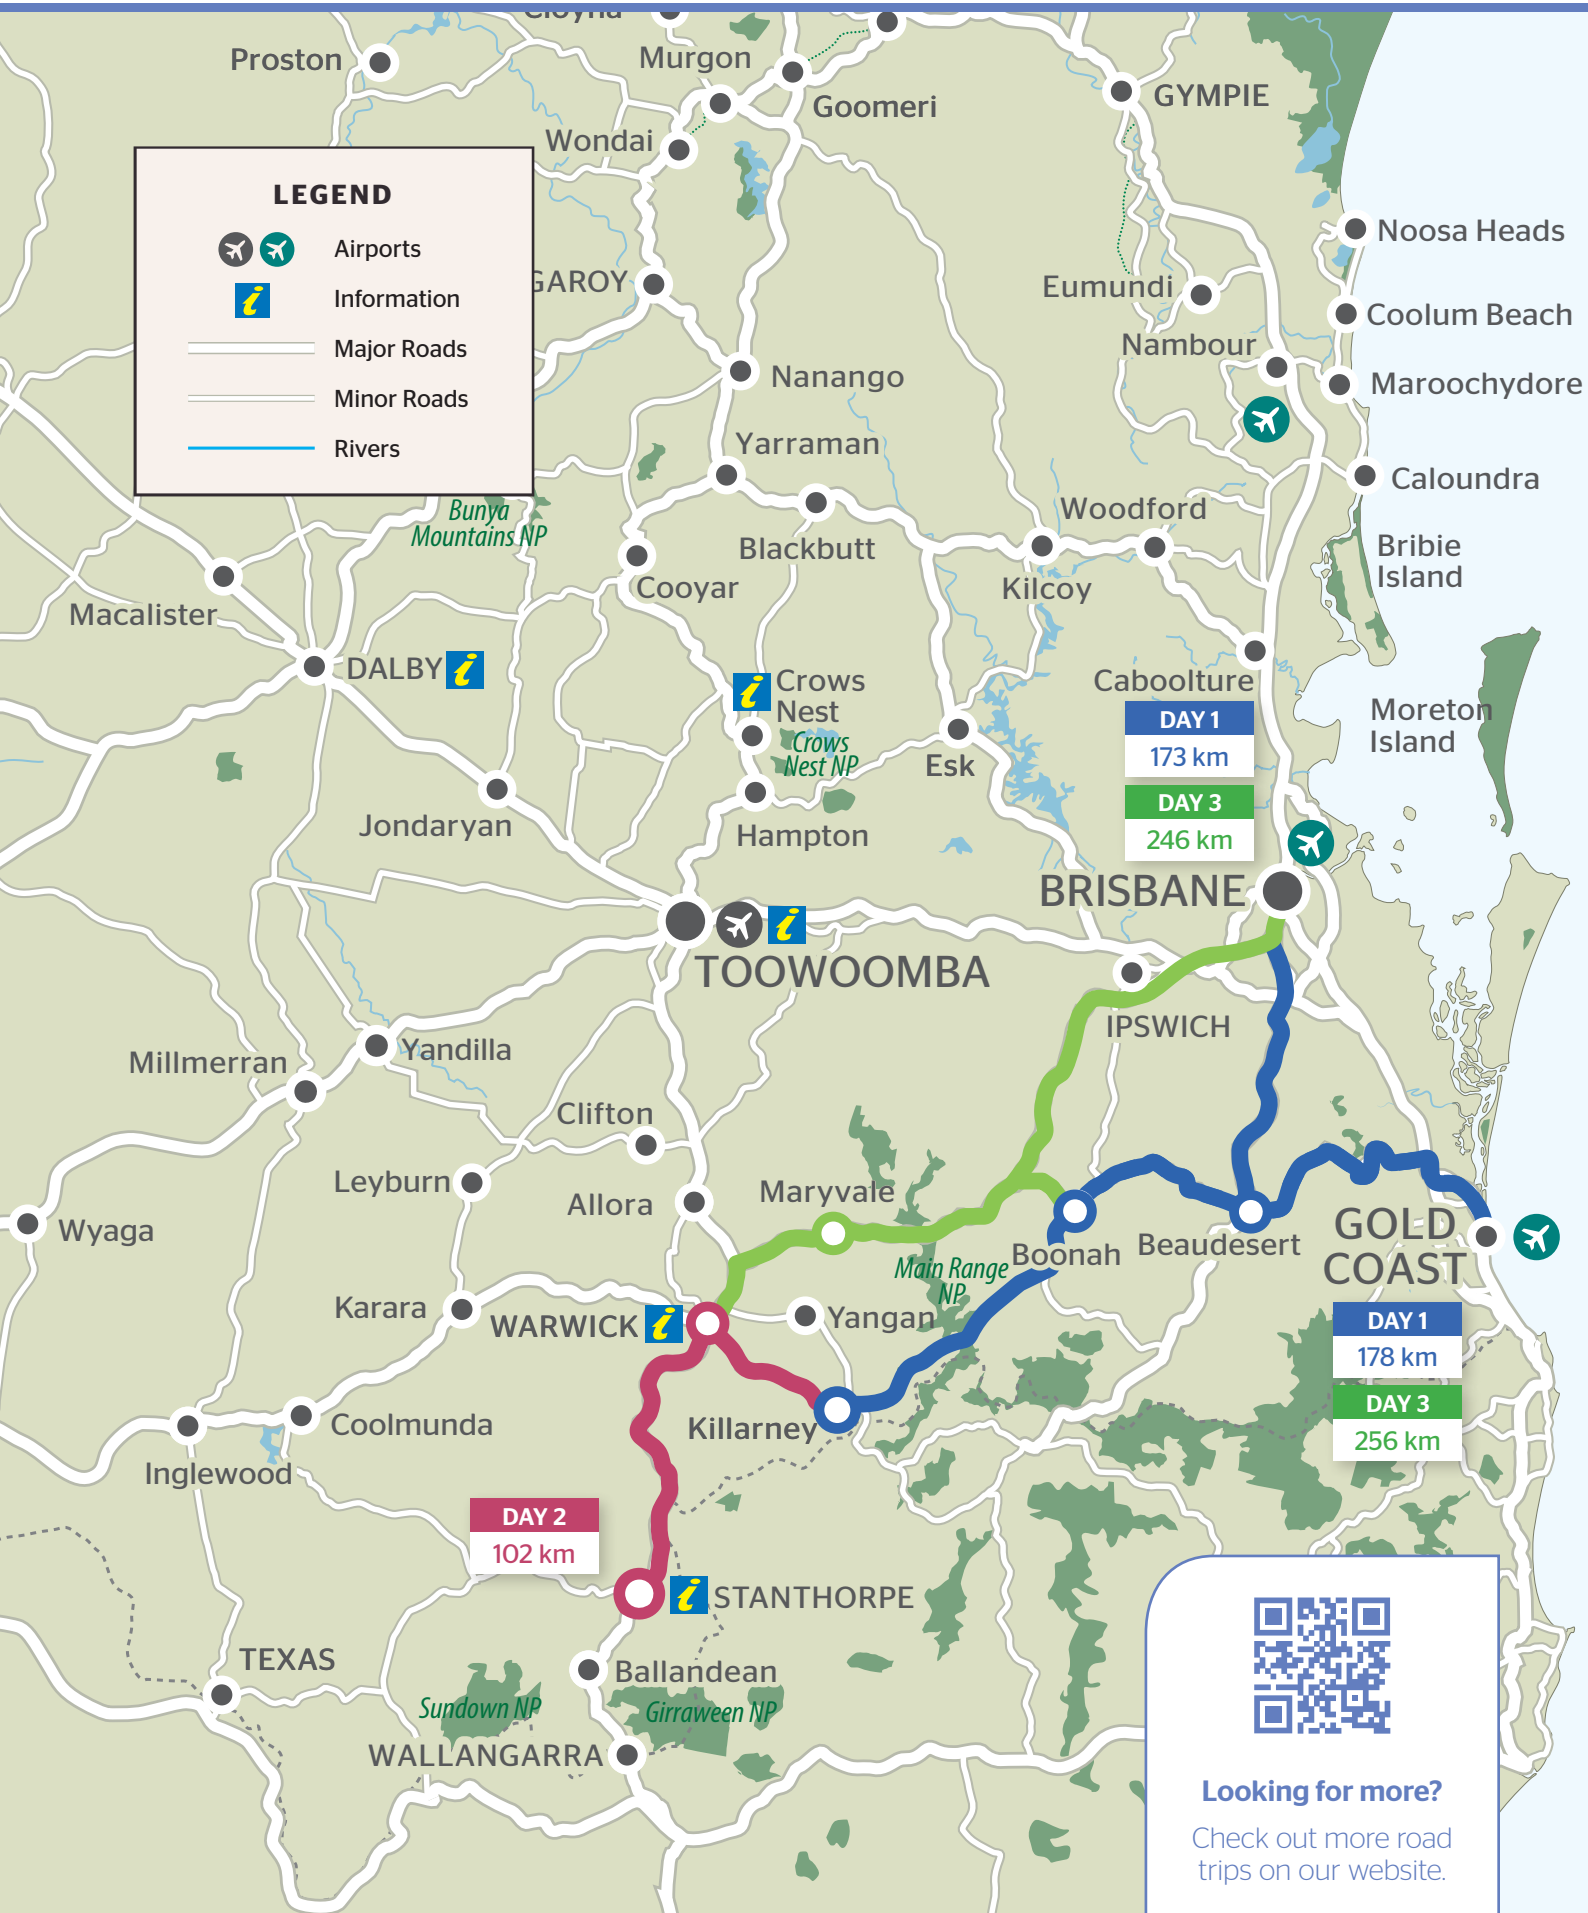 Proston
Murgon
Goomeri
GYMPIE
Wondai
LEGEND
Airports
Information
Major Roads
Minor Roads
Rivers
GAROY
Noosa Heads
Eumundi
Coolum Beach
Nambour
Nanango
Maroochydore
Yarraman
Caloundra
Bunya
Mountains NP
Woodford
Blackbutt
Bribie
Island
Kilcoy
Cooyar
Macalister
DALBY
Crows
Nest
Caboolture
Crows
Nest NP
Moreton
Island
DAY 1
173 km
Esk
DAY 3
246 km
Jondaryan
Hampton
BRISBANE
TOOWOOMBA
IPSWICH
Yandilla
Millmerran
Clifton
Leyburn
Allora
Maryvale
Wyaga
GOLD
COAST
Boonah
Beaudesert
Main Range
NP
Karara
WARWICK
Yangan
DAY 1
178 km
DAY 3
256 km
Coolmunda
Killarney
Inglewood
DAY 2
102 km
STANTHORPE
TEXAS
Ballandean
Sundown NP
Girraween NP
WALLANGARRA
Looking for more?
Check out more road
trips on our website.